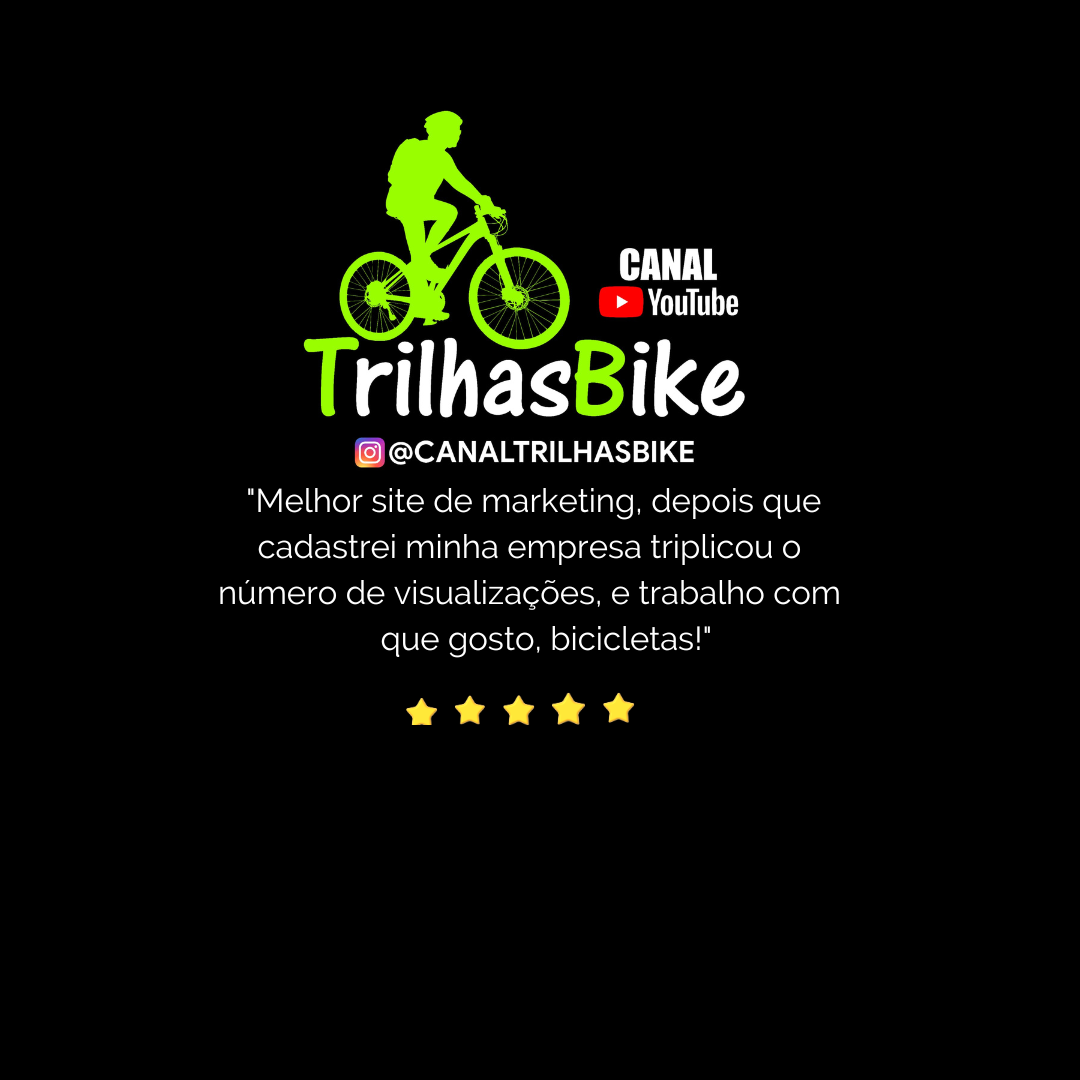 CANAL
YouTube
TrilhasBike
@CANALTRILHASBIKE
"Melhor site de marketing, depois que
cadastrei minha empresa triplicou o
número de visualizações, e trabalho com
que gosto, bicicletas!"